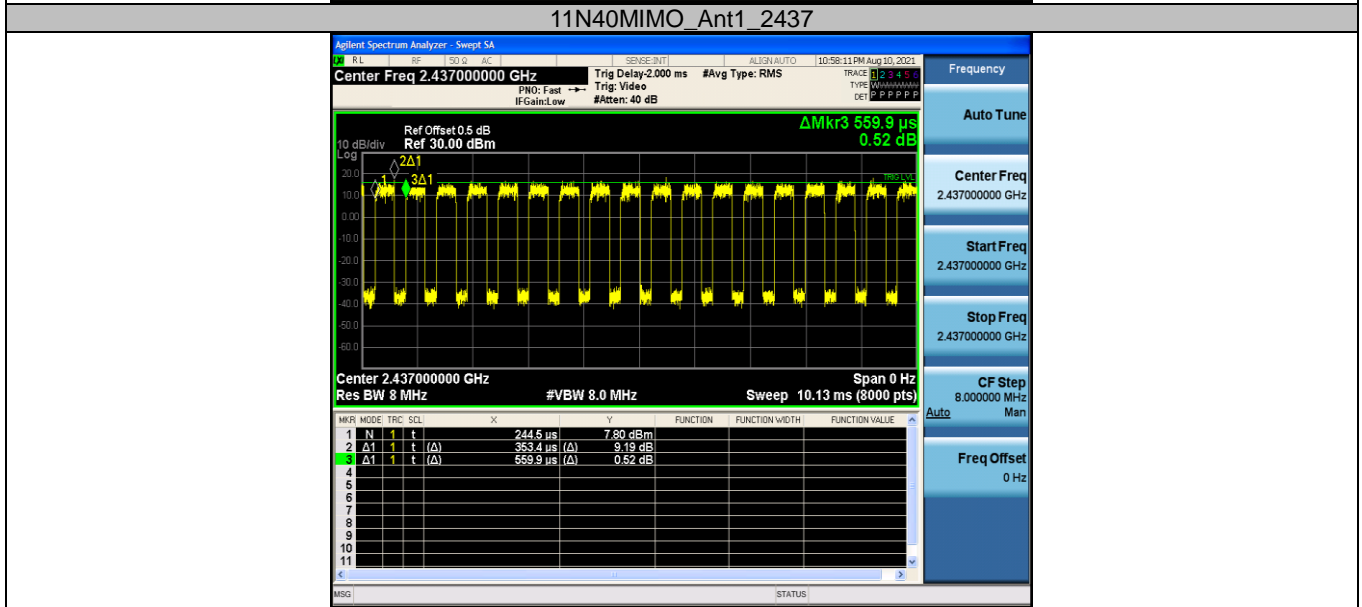 11N40MIMO_Ant1_2437
Agilent Spectrum Analyzer - Swept SA
RL RF 50 Ω AC SENSE:INT ALIGN AUTO 10:58:11 PM Aug 10, 2021
Center Freq 2.437000000 GHz
PNO: Fast
IFGain:Low
Trig Delay-2.000 ms
Trig: Video
#Atten: 40 dB
#Avg Type: RMS
TRACE 1 2 3 4 5 6
TYPE
DET P P P P P P
ΔMkr3 559.9 µs
0.52 dB
Ref Offset 0.5 dB
10 dB/div Ref 30.00 dBm
Log
20.0
10.0
0.00
-10.0
-20.0
-30.0
-40.0
-50.0
-60.0
1
2Δ1
3Δ1
TRIG LVL
Center 2.437000000 GHz Span 0 Hz
Res BW 8 MHz #VBW 8.0 MHz Sweep 10.13 ms (8000 pts)
MKR MODE TRC SCL X Y FUNCTION FUNCTION WIDTH FUNCTION VALUE
1 N 1 t 244.5 µs 7.80 dBm
2 Δ1 1 t (Δ) 353.4 µs (Δ) 9.19 dB
3 Δ1 1 t (Δ) 559.9 µs (Δ) 0.52 dB
4
5
6
7
8
9
10
11
MSG STATUS
Frequency
Auto Tune
Center Freq
2.437000000 GHz
Start Freq
2.437000000 GHz
Stop Freq
2.437000000 GHz
CF Step
8.000000 MHz
Auto Man
Freq Offset
0 Hz